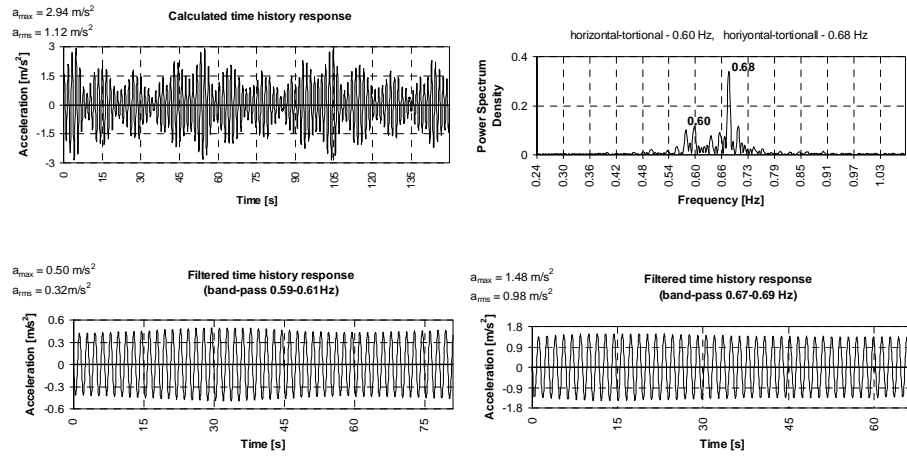 a_max = 2.94 m/s²
a_rms = 1.12 m/s²
Calculated time history response
Acceleration [m/s²]
3
1.5
0
-1.5
-3
0 15 30 45 60 75 90 105 120 135
Time [s]
horizontal-tortional - 0.60 Hz, horiyontal-tortionall - 0.68 Hz
Power Spectrum
Density
0.4
0.2
0
0.68
0.60
0.24 0.30 0.36 0.42 0.48 0.54 0.60 0.66 0.73 0.79 0.85 0.91 0.97 1.03
Frequency [Hz]
a_max = 0.50 m/s²
a_rms = 0.32m/s²
Filtered time history response
(band-pass 0.59-0.61Hz)
Acceleration [m/s²]
0.6
0.3
0
-0.3
-0.6
0 15 30 45 60 75
Time [s]
a_max = 1.48 m/s²
a_rms = 0.98 m/s²
Filtered time history response
(band-pass 0.67-0.69 Hz)
Acceleration [m/s²]
1.8
0.9
0
-0.9
-1.8
0 15 30 45 60
Time [s]